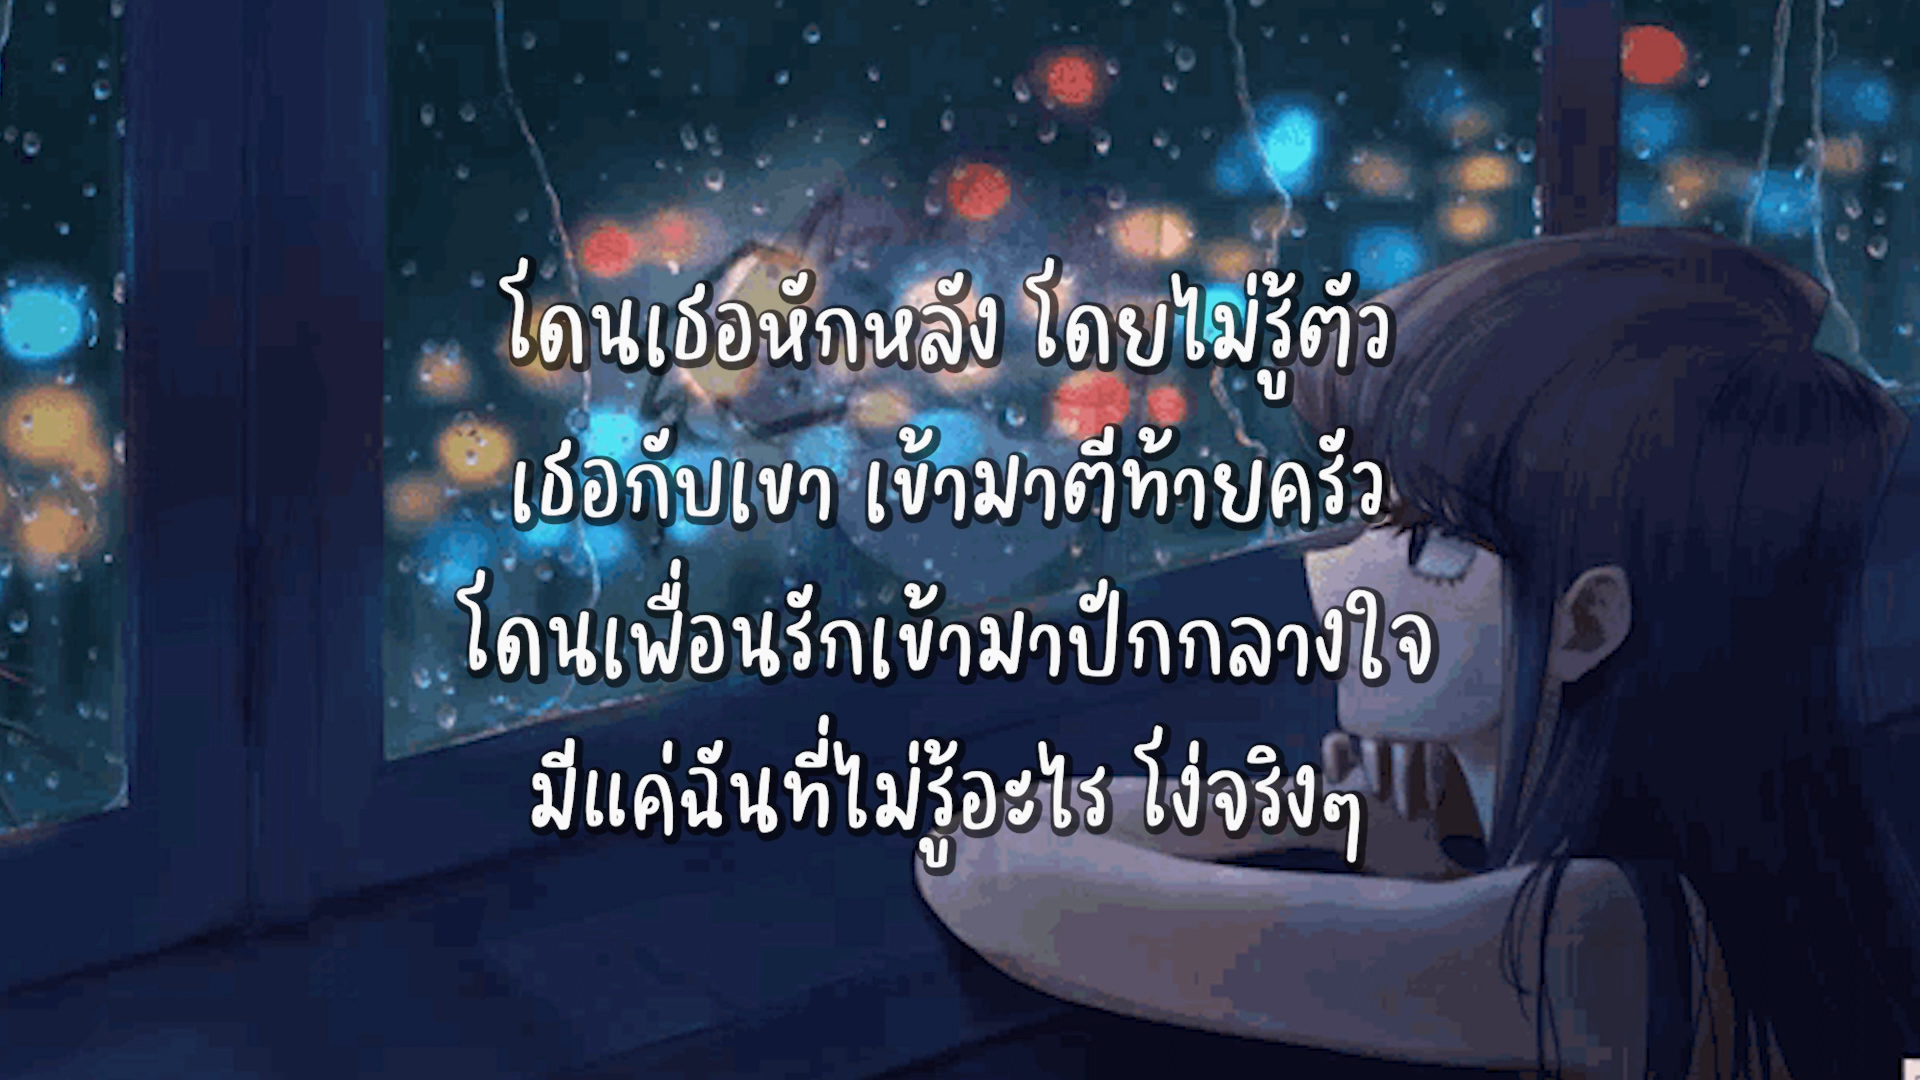 โดนเธอหักหลัง โดยไม่รู้ตัว
เธอกับเขา เข้ามาตีท้ายครัว
โดนเพื่อนรักเข้ามาปักกลางใจ
มีแค่ฉันที่ไม่รู้อะไร โง่จริงๆ